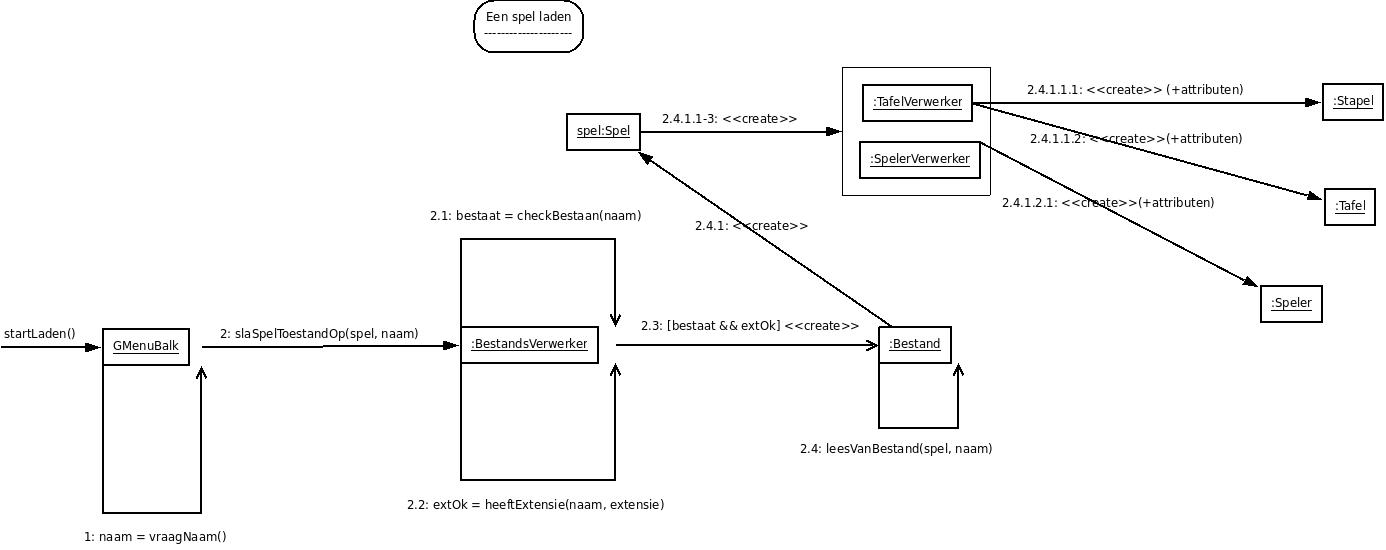 Een spel laden
----------------------
2.4.1.1.1: <<create>> (+attributen)
:TafelVerwerker
:Stapel
2.4.1.1-3: <<create>>
spel:Spel
2.4.1.1.2: <<create>>(+attributen)
:SpelerVerwerker
2.4.1.2.1: <<create>>(+attributen)
:Tafel
2.1: bestaat = checkBestaan(naam)
2.4.1: <<create>>
:Speler
startLaden()
2: slaSpelToestandOp(spel, naam)
2.3: [bestaat && extOk] <<create>>
GMenuBalk
:BestandsVerwerker
:Bestand
2.4: leesVanBestand(spel, naam)
2.2: extOk = heeftExtensie(naam, extensie)
1: naam = vraagNaam()